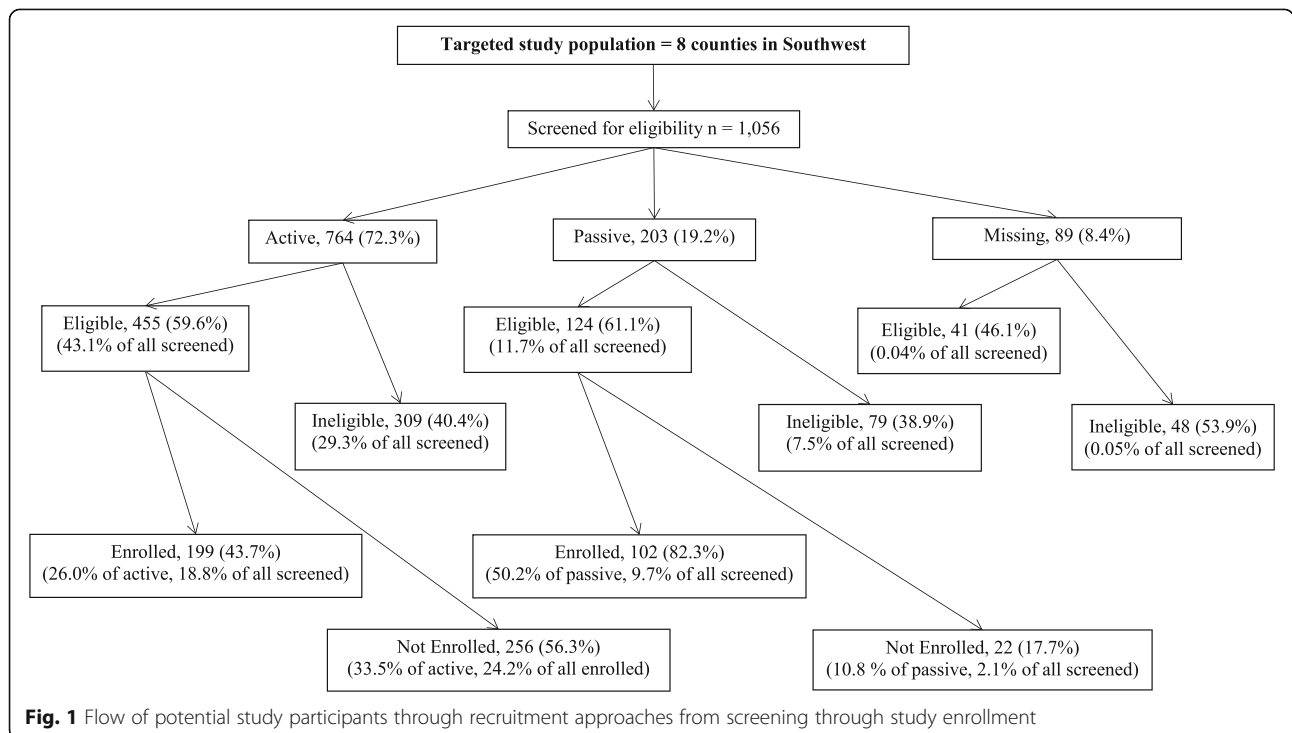 Targeted study population = 8 counties in Southwest
Screened for eligibility n = 1,056
Active, 764 (72.3%)
Passive, 203 (19.2%)
Missing, 89 (8.4%)
Eligible, 455 (59.6%)
(43.1% of all screened)
Eligible, 124 (61.1%)
(11.7% of all screened)
Eligible, 41 (46.1%)
(0.04% of all screened)
Ineligible, 309 (40.4%)
(29.3% of all screened)
Ineligible, 79 (38.9%)
(7.5% of all screened)
Ineligible, 48 (53.9%)
(0.05% of all screened)
Enrolled, 199 (43.7%)
(26.0% of active, 18.8% of all screened)
Enrolled, 102 (82.3%)
(50.2% of passive, 9.7% of all screened)
Not Enrolled, 256 (56.3%)
(33.5% of active, 24.2% of all enrolled)
Not Enrolled, 22 (17.7%)
(10.8 % of passive, 2.1% of all screened)
Fig. 1 Flow of potential study participants through recruitment approaches from screening through study enrollment